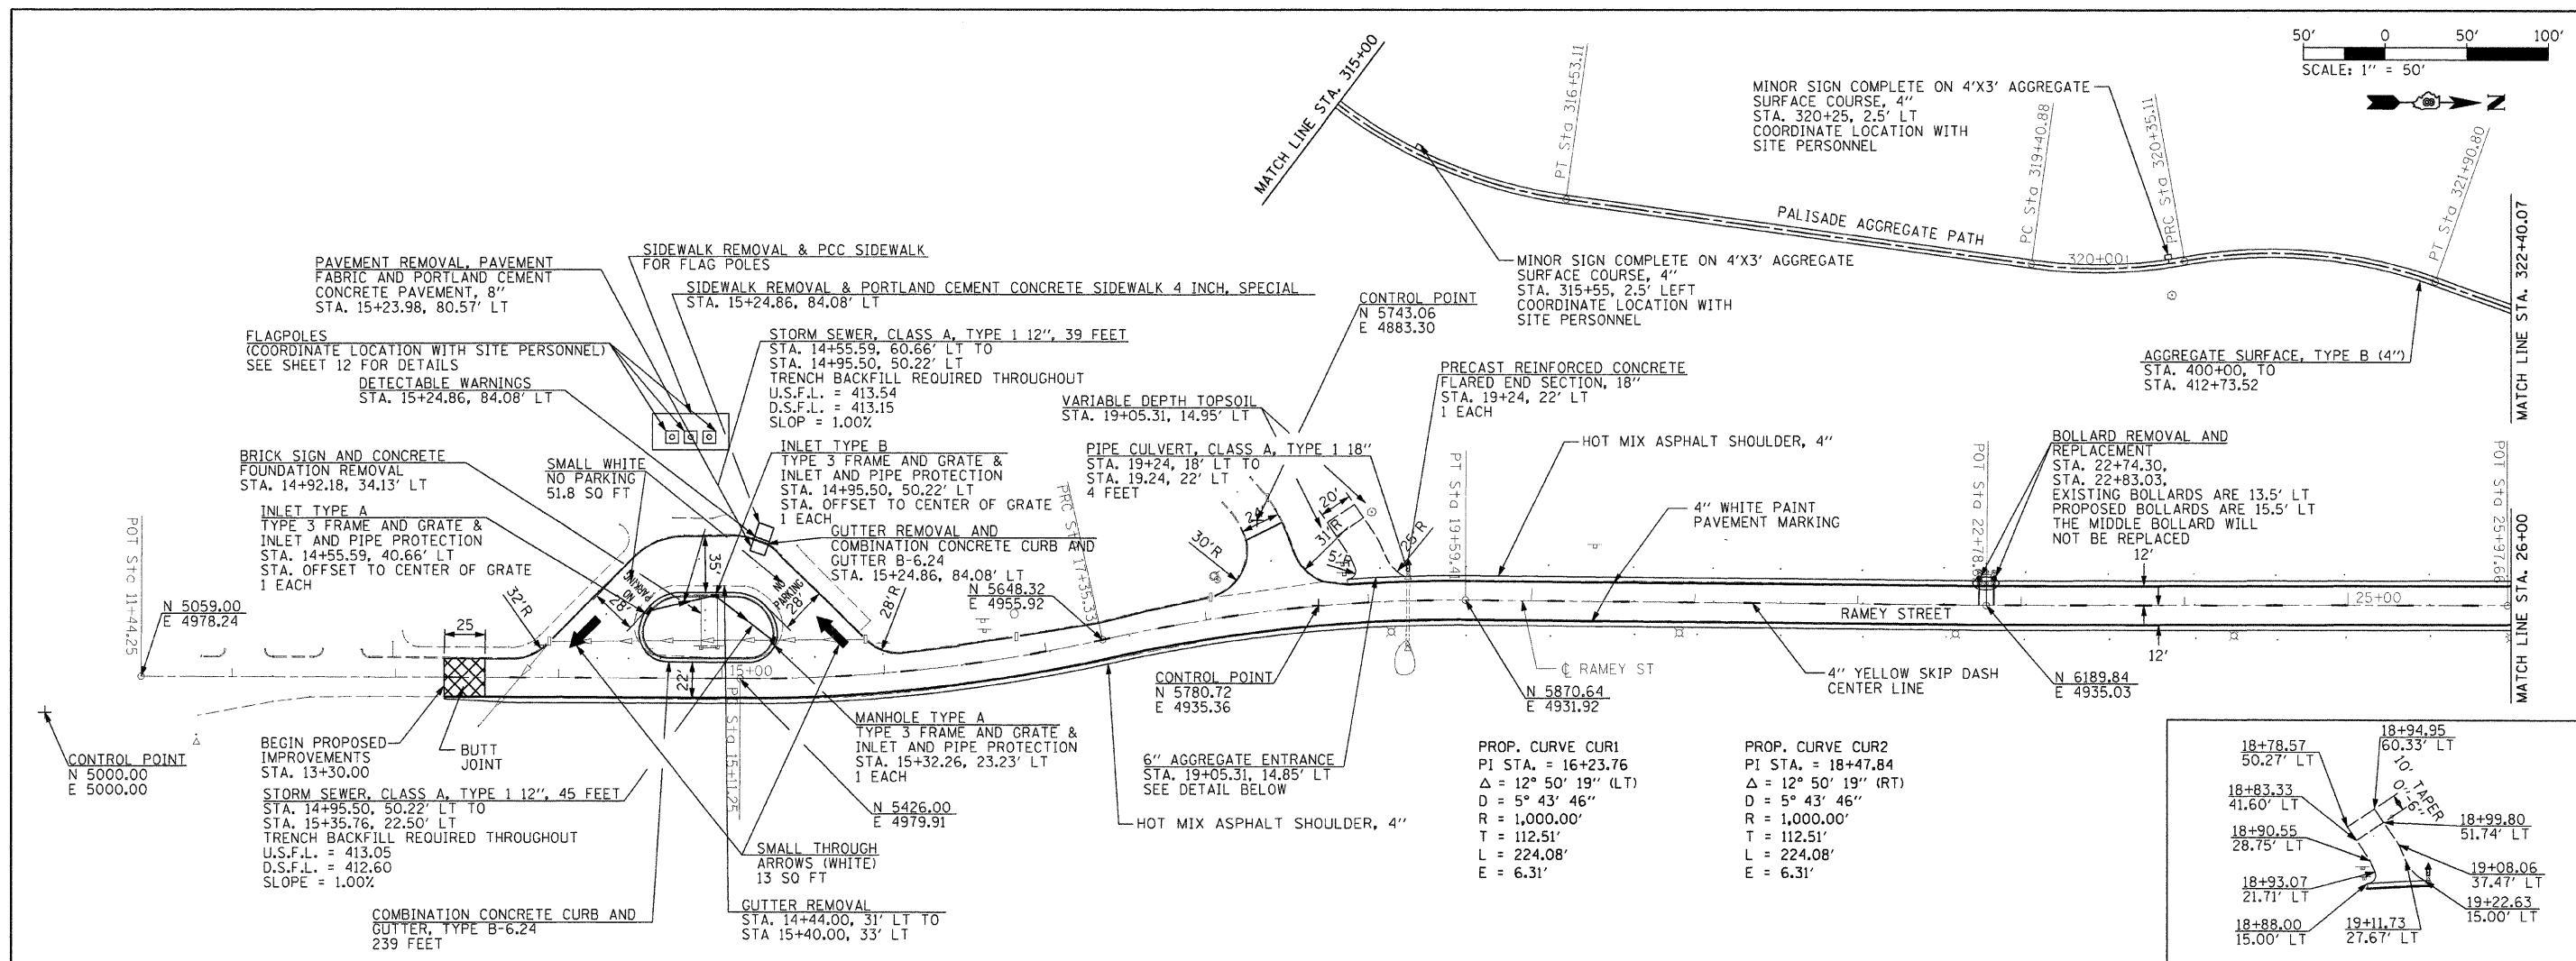 50' 0 50' 100'
SCALE: 1" = 50'
N
MATCH LINE STA. 315+00
PT Sta 316+53.11
MINOR SIGN COMPLETE ON 4'X3' AGGREGATE
SURFACE COURSE, 4"
STA. 320+25, 2.5' LT
COORDINATE LOCATION WITH
SITE PERSONNEL
PC Sta 319+40.88
PRC Sta 320+35.11
PT Sta 321+90.80
PALISADE AGGREGATE PATH
320+00
MATCH LINE STA. 322+40.07
MINOR SIGN COMPLETE ON 4'X3' AGGREGATE
SURFACE COURSE, 4"
STA. 315+55, 2.5' LEFT
COORDINATE LOCATION WITH
SITE PERSONNEL
AGGREGATE SURFACE, TYPE B (4")
STA. 400+00, TO
STA. 412+73.52
PAVEMENT REMOVAL, PAVEMENT
FABRIC AND PORTLAND CEMENT
CONCRETE PAVEMENT, 8"
STA. 15+23.98, 80.57' LT
SIDEWALK REMOVAL & PCC SIDEWALK
FOR FLAG POLES
SIDEWALK REMOVAL & PORTLAND CEMENT CONCRETE SIDEWALK 4 INCH, SPECIAL
STA. 15+24.86, 84.08' LT
FLAGPOLES
(COORDINATE LOCATION WITH SITE PERSONNEL)
SEE SHEET 12 FOR DETAILS
DETECTABLE WARNINGS
STA. 15+24.86, 84.08' LT
STORM SEWER, CLASS A, TYPE 1 12", 39 FEET
STA. 14+55.59, 60.66' LT TO
STA. 14+95.50, 50.22' LT
TRENCH BACKFILL REQUIRED THROUGHOUT
U.S.F.L. = 413.54
D.S.F.L. = 413.15
SLOP = 1.00%
CONTROL POINT
N 5743.06
E 4883.30
VARIABLE DEPTH TOPSOIL
STA. 19+05.31, 14.95' LT
PRECAST REINFORCED CONCRETE
FLARED END SECTION, 18"
STA. 19+24, 22' LT
1 EACH
PIPE CULVERT, CLASS A, TYPE 1 18"
STA. 19+24, 18' LT TO
STA. 19.24, 22' LT
4 FEET
HOT MIX ASPHALT SHOULDER, 4"
BOLLARD REMOVAL AND
REPLACEMENT
STA. 22+74.30,
STA. 22+83.03,
EXISTING BOLLARDS ARE 13.5' LT
PROPOSED BOLLARDS ARE 15.5' LT
THE MIDDLE BOLLARD WILL
NOT BE REPLACED
BRICK SIGN AND CONCRETE
FOUNDATION REMOVAL
STA. 14+92.18, 34.13' LT
SMALL WHITE
NO PARKING
51.8 SQ FT
INLET TYPE B
TYPE 3 FRAME AND GRATE &
INLET AND PIPE PROTECTION
STA. 14+95.50, 50.22' LT
STA. OFFSET TO CENTER OF GRATE
1 EACH
INLET TYPE A
TYPE 3 FRAME AND GRATE &
INLET AND PIPE PROTECTION
STA. 14+55.59, 40.66' LT
STA. OFFSET TO CENTER OF GRATE
1 EACH
GUTTER REMOVAL AND
COMBINATION CONCRETE CURB AND
GUTTER B-6.24
STA. 15+24.86, 84.08' LT
N 5648.32
E 4955.92
PRC Sta 17+35.33
POT Sta 11+44.25
N 5059.00
E 4978.24
25
32'R
28'
35'
NO PARKING
NO PARKING
28'
28'R
22'
15+00
PC Sta 15+11.25
30'R
24'
20'
31'R
5'R
25'R
PT Sta 19+59.41
4" WHITE PAINT
PAVEMENT MARKING
12'
RAMEY STREET
25+00
12'
POT Sta 25+97.66
MATCH LINE STA. 26+00
CONTROL POINT
N 5000.00
E 5000.00
BEGIN PROPOSED
IMPROVEMENTS
STA. 13+30.00
BUTT
JOINT
STORM SEWER, CLASS A, TYPE 1 12", 45 FEET
STA. 14+95.50, 50.22' LT TO
STA. 15+35.76, 22.50' LT
TRENCH BACKFILL REQUIRED THROUGHOUT
U.S.F.L. = 413.05
D.S.F.L. = 412.60
SLOPE = 1.00%
COMBINATION CONCRETE CURB AND
GUTTER, TYPE B-6.24
239 FEET
MANHOLE TYPE A
TYPE 3 FRAME AND GRATE &
INLET AND PIPE PROTECTION
STA. 15+32.26, 23.23' LT
1 EACH
N 5426.00
E 4979.91
SMALL THROUGH
ARROWS (WHITE)
13 SQ FT
GUTTER REMOVAL
STA. 14+44.00, 31' LT TO
STA 15+40.00, 33' LT
CONTROL POINT
N 5780.72
E 4935.36
6" AGGREGATE ENTRANCE
STA. 19+05.31, 14.85' LT
SEE DETAIL BELOW
HOT MIX ASPHALT SHOULDER, 4"
℄ RAMEY ST
N 5870.64
E 4931.92
4" YELLOW SKIP DASH
CENTER LINE
N 6189.84
E 4935.03
PROP. CURVE CUR1
PI STA. = 16+23.76
Δ = 12° 50' 19" (LT)
D = 5° 43' 46"
R = 1,000.00'
T = 112.51'
L = 224.08'
E = 6.31'
PROP. CURVE CUR2
PI STA. = 18+47.84
Δ = 12° 50' 19" (RT)
D = 5° 43' 46"
R = 1,000.00'
T = 112.51'
L = 224.08'
E = 6.31'
18+94.95
60.33' LT
18+78.57
50.27' LT
10' TAPER
0"-6"
18+83.33
41.60' LT
18+99.80
51.74' LT
18+90.55
28.75' LT
19+08.06
37.47' LT
18+93.07
21.71' LT
19+22.63
15.00' LT
18+88.00
15.00' LT
19+11.73
27.67' LT